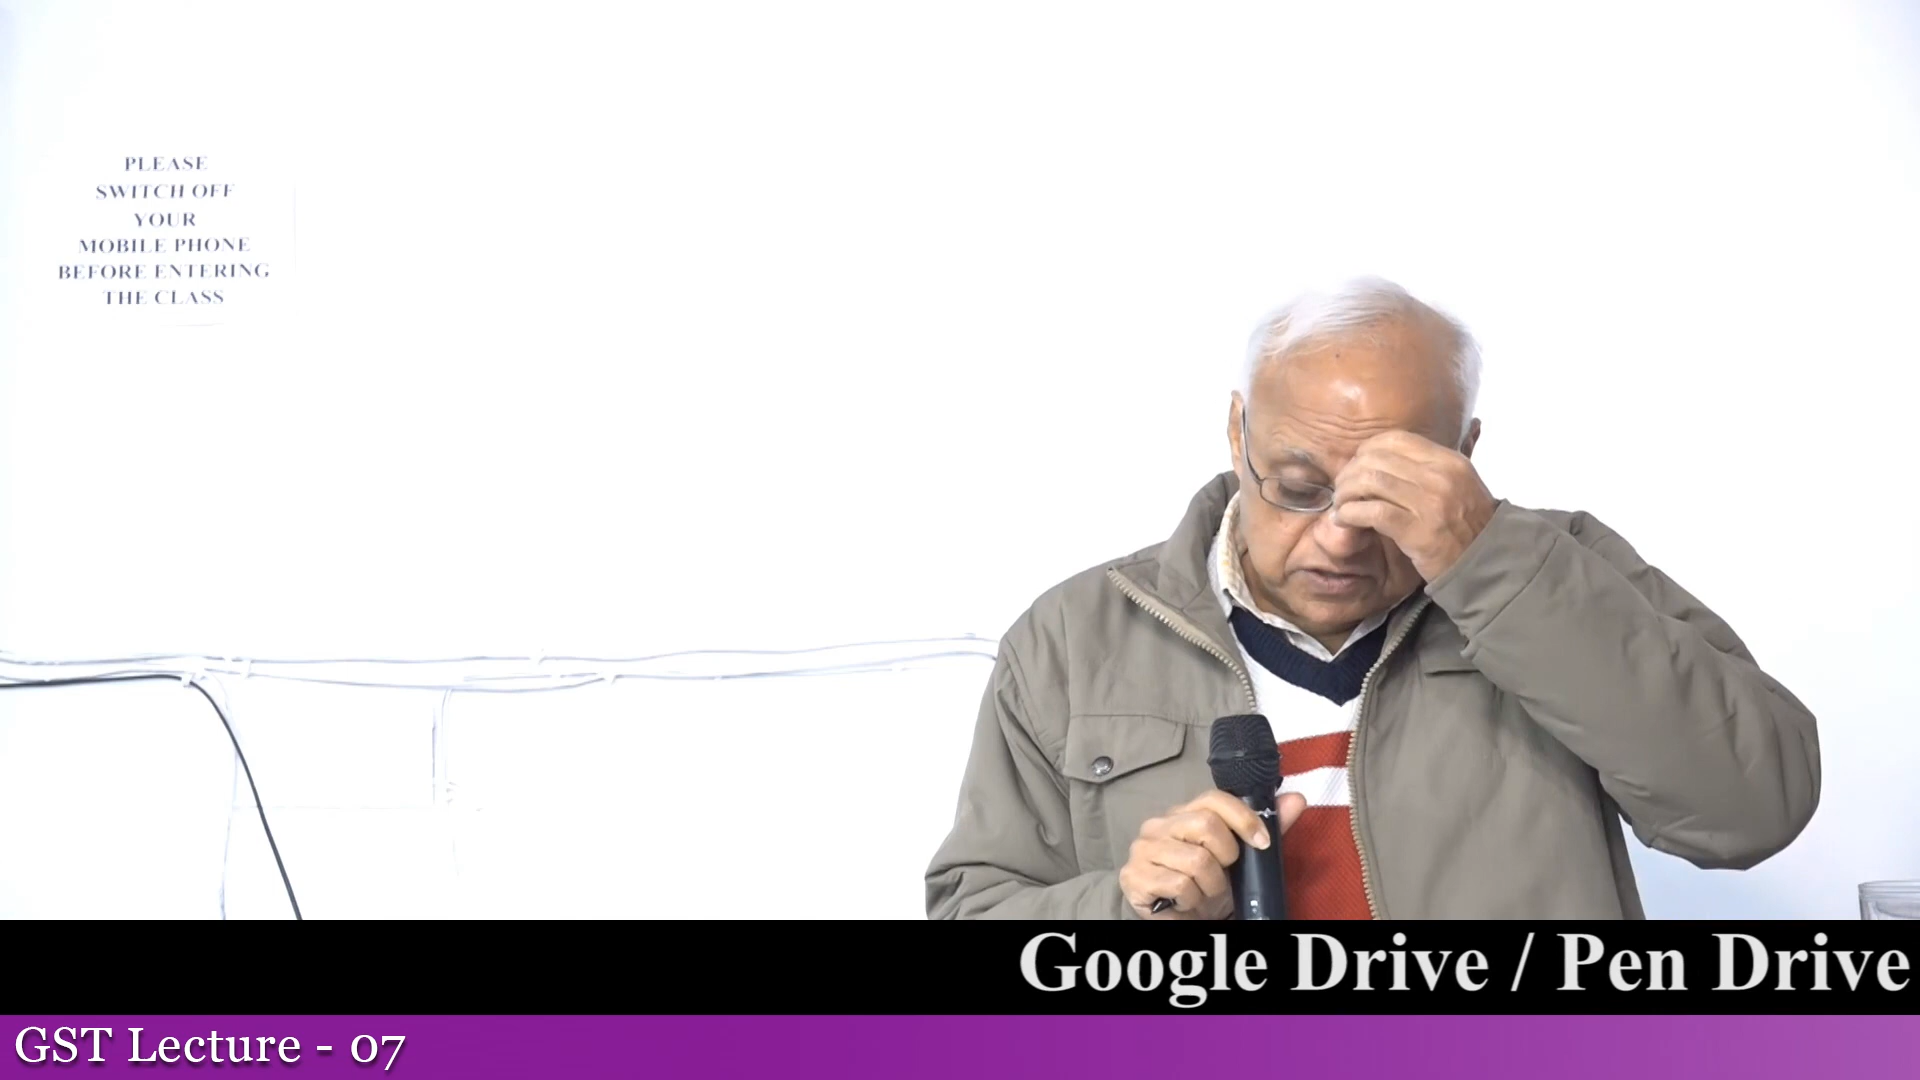 PLEASE
SWITCH OFF
YOUR
MOBILE PHONE
BEFORE ENTERING
THE CLASS
Google Drive / Pen Drive
GST Lecture - 07